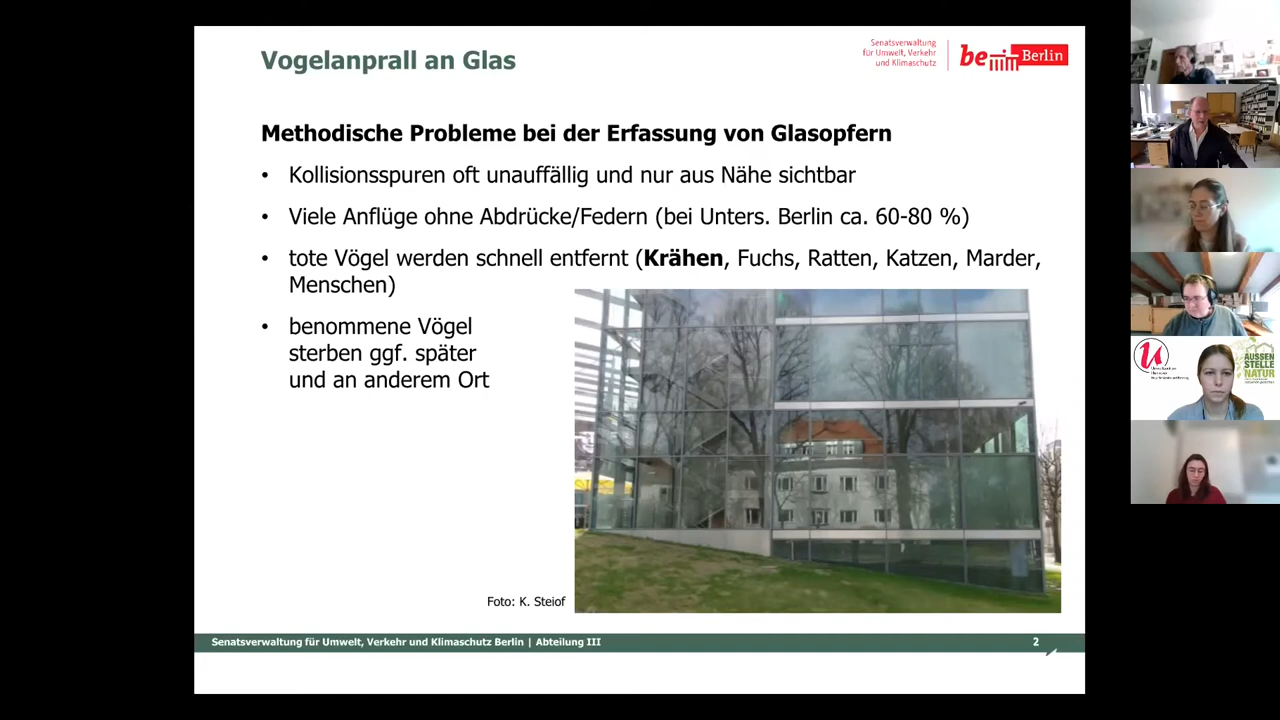 Vogelanprall an Glas
Senatsverwaltung
für Umwelt, Verkehr
und Klimaschutz
be Berlin
Methodische Probleme bei der Erfassung von Glasopfern
• Kollisionsspuren oft unauffällig und nur aus Nähe sichtbar
• Viele Anflüge ohne Abdrücke/Federn (bei Unters. Berlin ca. 60-80 %)
• tote Vögel werden schnell entfernt (Krähen, Fuchs, Ratten, Katzen, Marder,
Menschen)
• benommene Vögel
sterben ggf. später
und an anderem Ort
Foto: K. Steiof
Senatsverwaltung für Umwelt, Verkehr und Klimaschutz Berlin | Abteilung III
2
AUSSEN
STELLE
NATUR